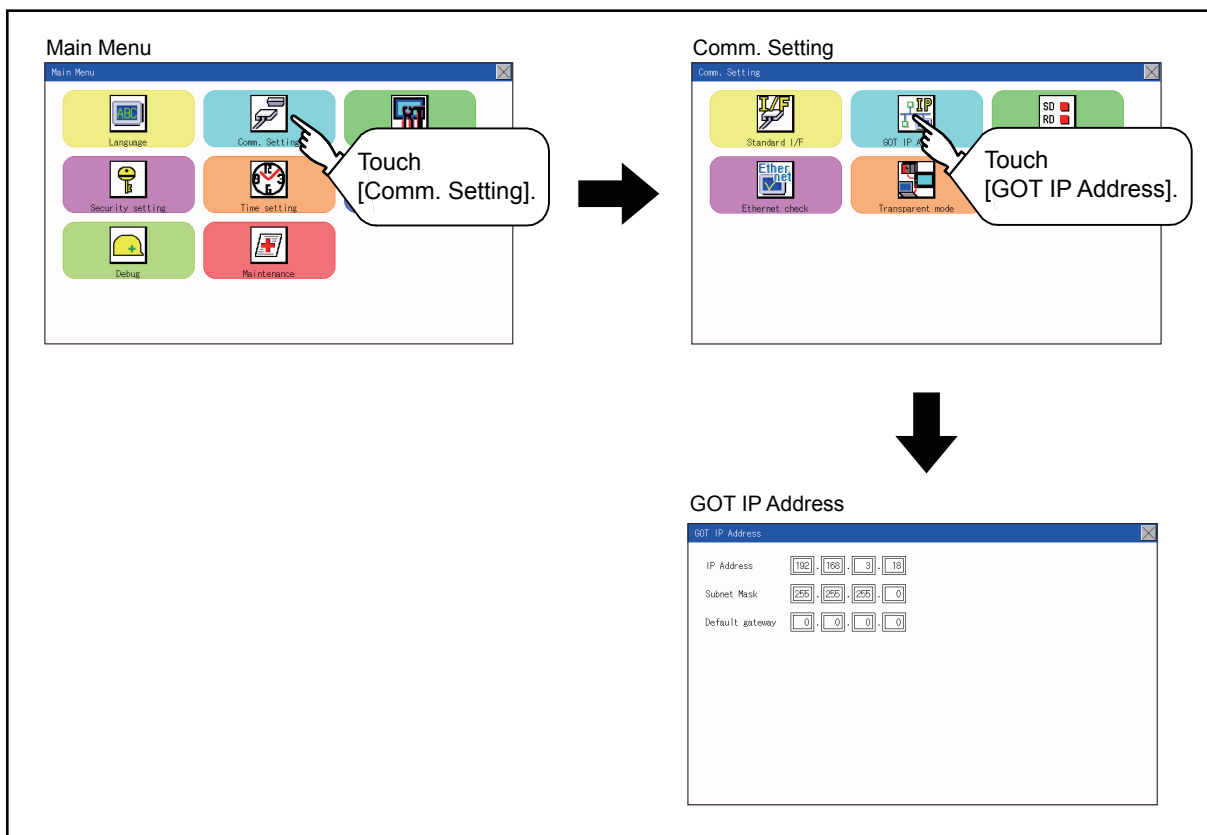 Main Menu
Main Menu
ABC
Language
Comm. Setting
Security setting
Time setting
Debug
Maintenance
Touch
[Comm. Setting].
Comm. Setting
Comm. Setting
I/F
Standard I/F
IP
GOT IP
SD
RD
Ether
net
Ethernet check
Transparent mode
Touch
[GOT IP Address].
GOT IP Address
GOT IP Address
IP Address 192 . 168 . 3 . 18
Subnet Mask 255 . 255 . 255 . 0
Default gateway 0 . 0 . 0 . 0